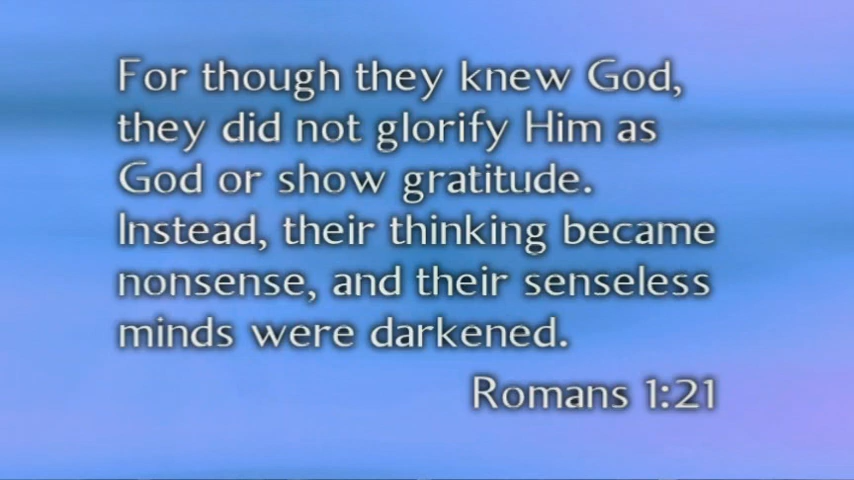 For though they knew God,
they did not glorify Him as
God or show gratitude.
Instead, their thinking became
nonsense, and their senseless
minds were darkened.
Romans 1:21